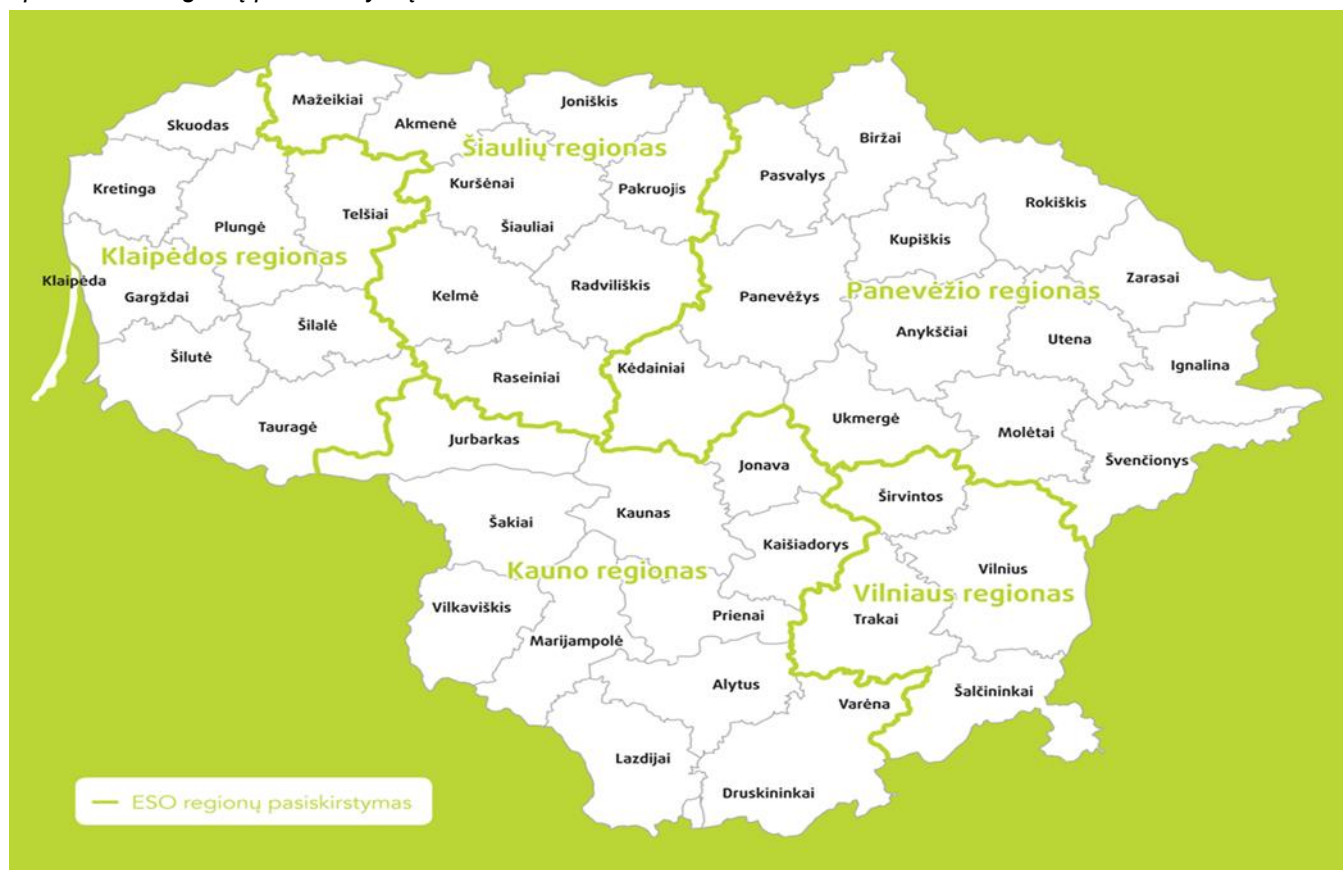 Mažeikiai
Joniškis
Akmenė
Skuodas
Biržai
Šiaulių regionas
Pasvalys
Kretinga
Kuršėnai
Pakruojis
Rokiškis
Telšiai
Plungė
Šiauliai
Kupiškis
Klaipėdos regionas
Zarasai
Klaipėda
Gargždai
Kelmė
Radviliškis
Panevėžys
Panevėžio regionas
Šilalė
Anykščiai
Utena
Šilutė
Ignalina
Raseiniai
Kėdainiai
Tauragė
Ukmergė
Molėtai
Jurbarkas
Švenčionys
Jonava
Širvintos
Šakiai
Kaunas
Kaišiadorys
Kauno regionas
Vilnius
Vilniaus regionas
Vilkaviškis
Prienai
Trakai
Marijampolė
Alytus
Varėna
Šalčininkai
Lazdijai
Druskininkai
ESO regionų pasiskirstymas